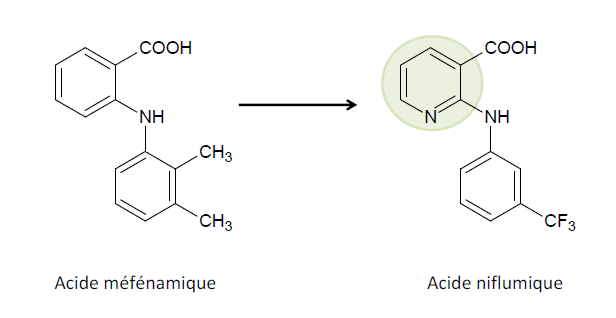 COOH
NH
CH3
CH3
Acide méfénamique
COOH
N
NH
CF3
Acide niflumique